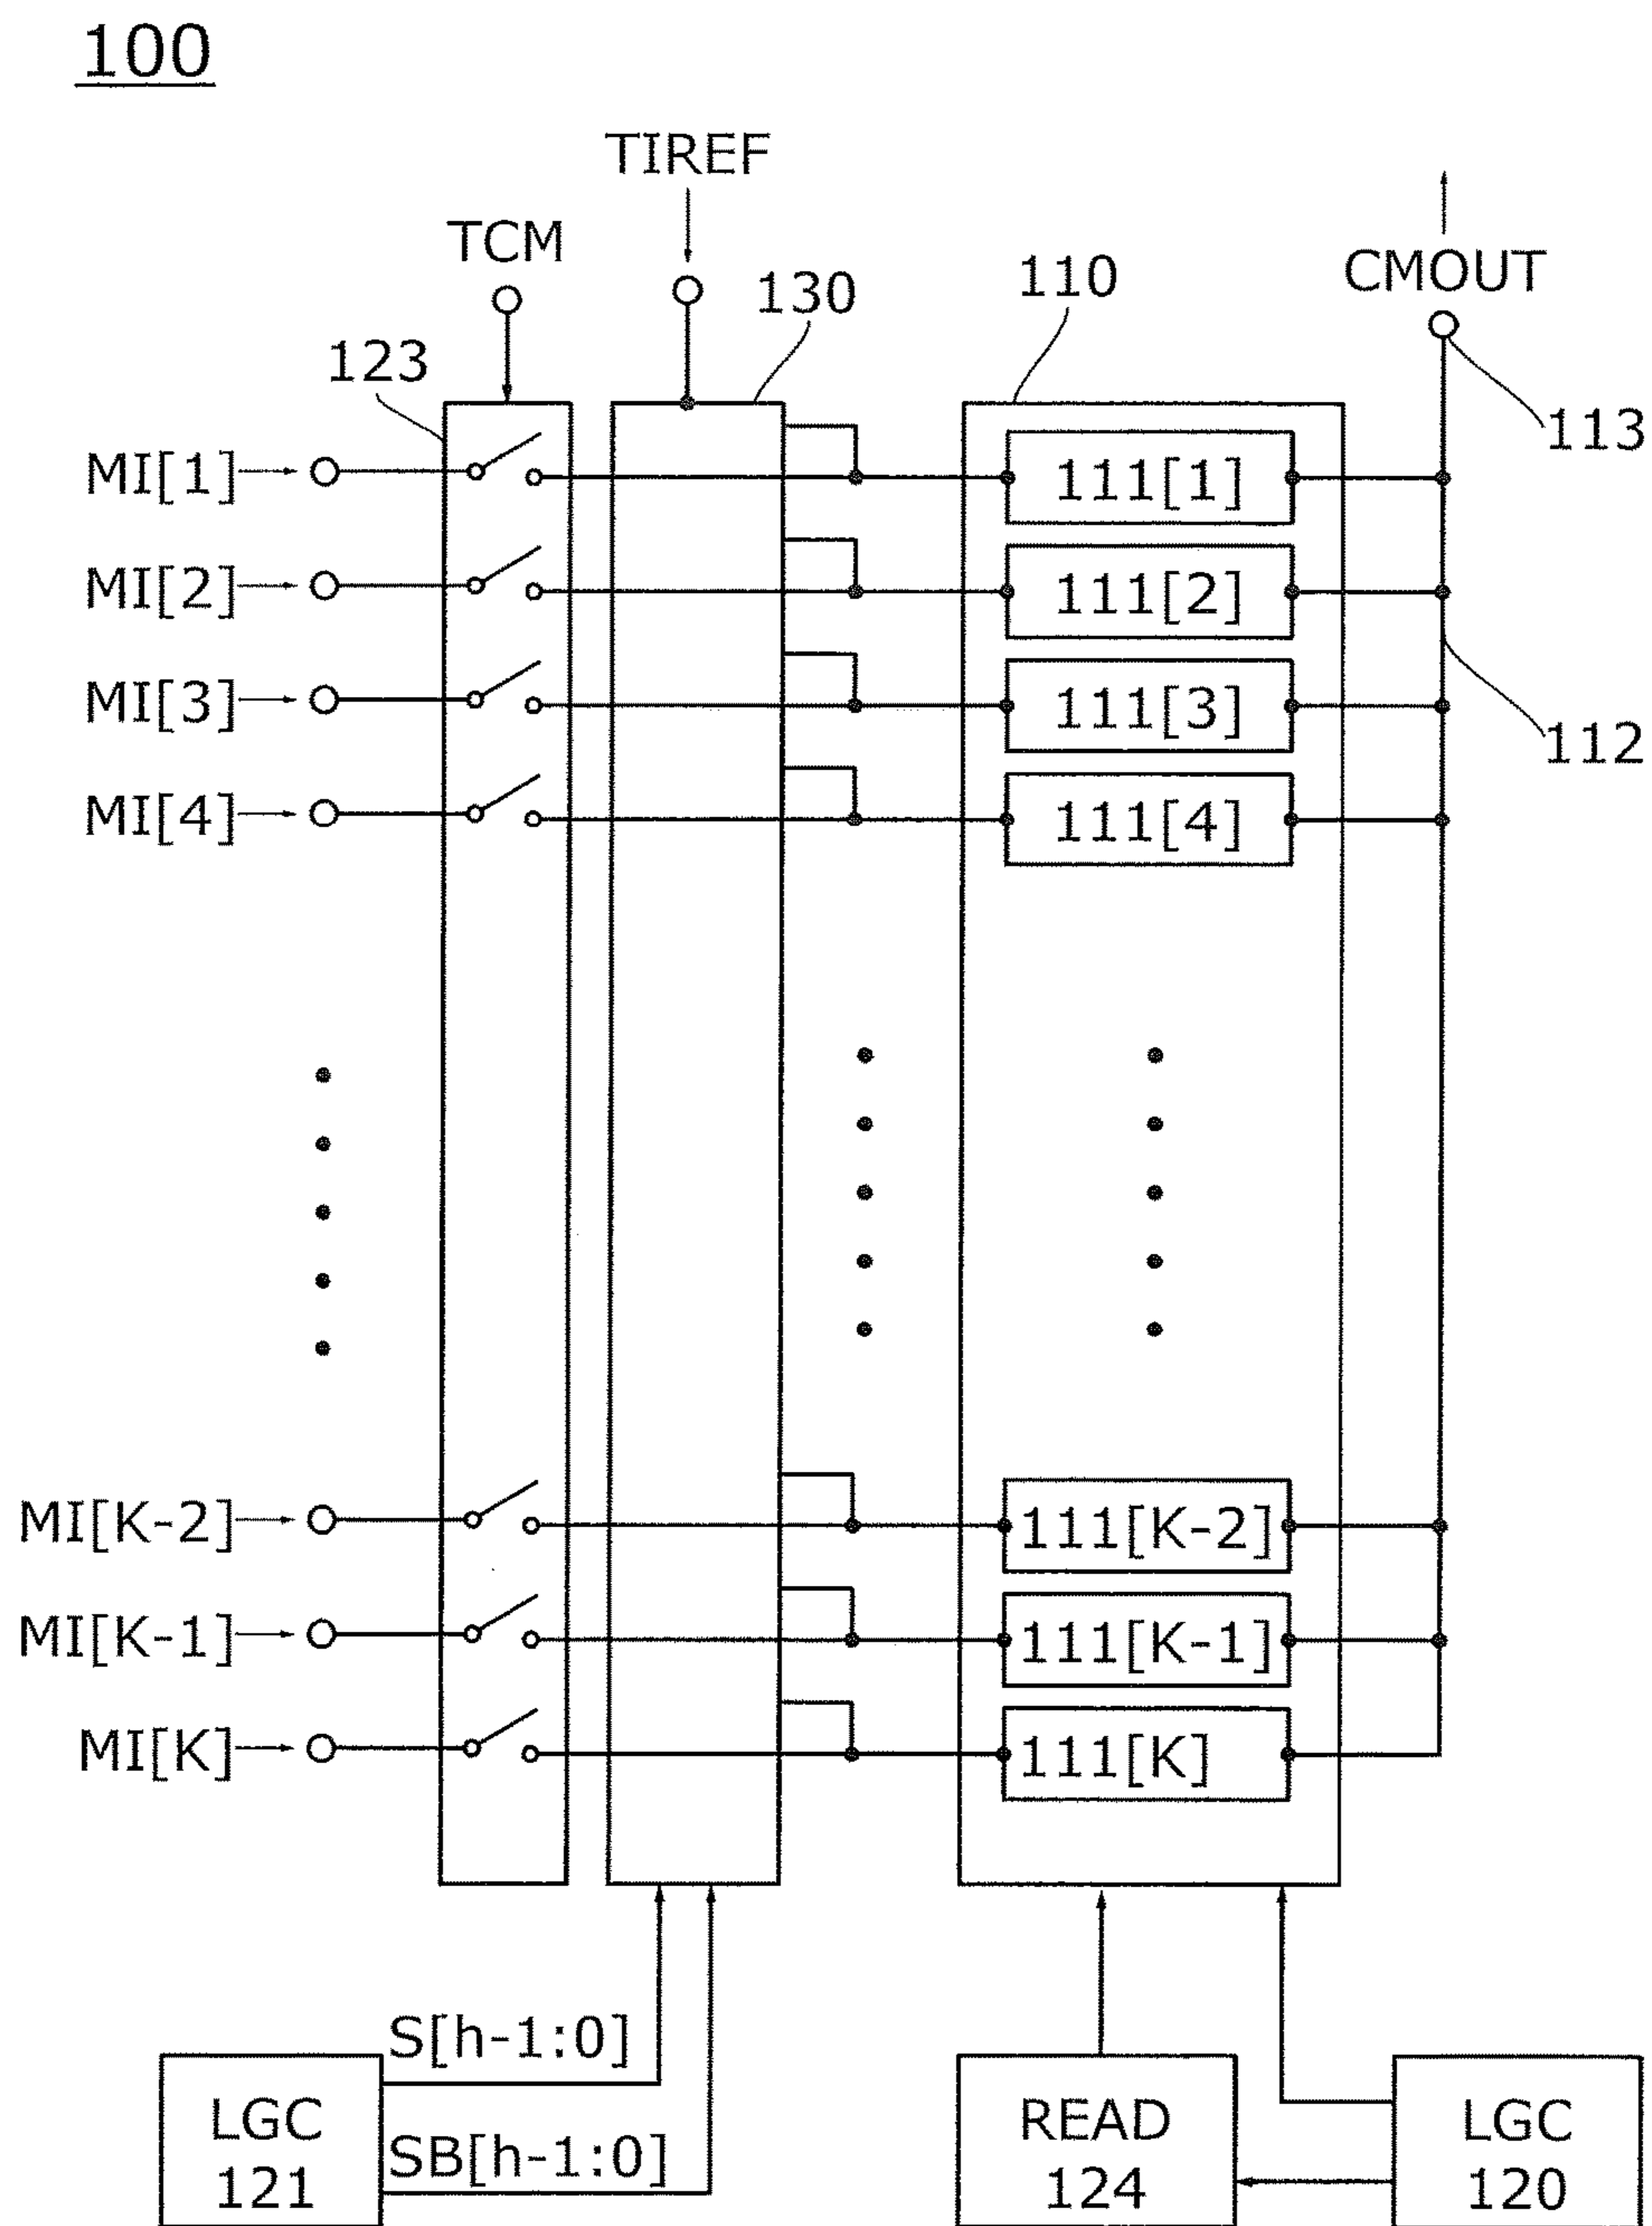 100
TIREF
TCM
130
110
CMOUT
123
113
MI[1]
111[1]
MI[2]
111[2]
MI[3]
111[3]
112
MI[4]
111[4]
MI[K-2]
111[K-2]
MI[K-1]
111[K-1]
MI[K]
111[K]
S[h-1:0]
SB[h-1:0]
LGC
121
READ
124
LGC
120